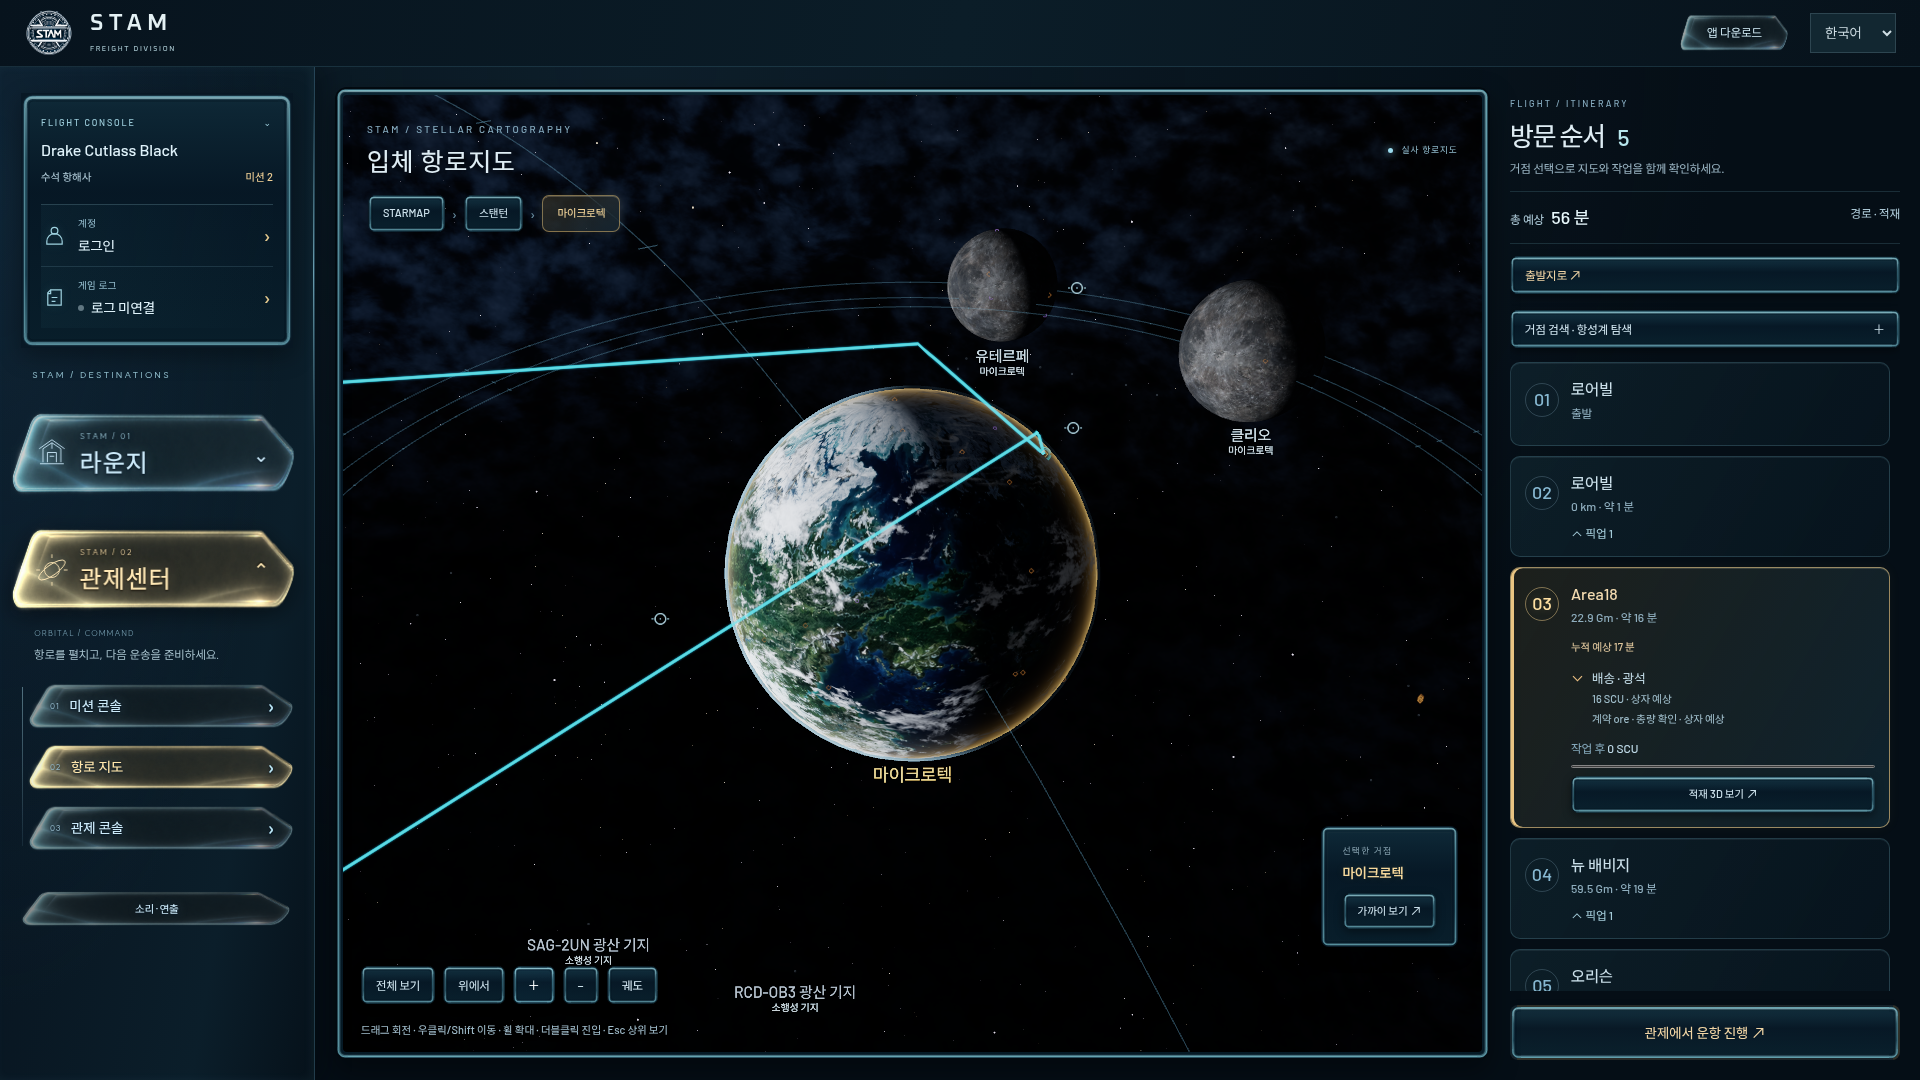 STAM
FREIGHT DIVISION
앱 다운로드
한국어
FLIGHT CONSOLE
Drake Cutlass Black
수석 항해사
미션 2
계정
로그인
게임 로그
로그 미연결
STAM / DESTINATIONS
STAM / 01
라운지
STAM / 02
관제센터
ORBITAL / COMMAND
항로를 펼치고, 다음 운송을 준비하세요.
01 미션 콘솔
02 항로 지도
03 관제 콘솔
소리·연출
STAM / STELLAR CARTOGRAPHY
입체 항로지도
실사 항로지도
STARMAP › 스탠턴 › 마이크로텍
유테르페
마이크로텍
클리오
마이크로텍
마이크로텍
선택한 거점
마이크로텍
가까이 보기 ↗
SAG-2UN 광산 기지
소행성 기지
RCD-0B3 광산 기지
소행성 기지
전체 보기
위에서
+
-
궤도
드래그 회전 · 우클릭/Shift 이동 · 휠 확대 · 더블클릭 진입 · Esc 상위 보기
FLIGHT / ITINERARY
방문 순서 5
거점 선택으로 지도와 작업을 함께 확인하세요.
총 예상 56 분
경로 · 적재
출발지로 ↗
거점 검색 · 항성계 탐색 +
01
로어빌
출발
02
로어빌
0 km · 약 1 분
픽업 1
03
Area18
22.9 Gm · 약 16 분
누적 예상 17 분
배송 · 광석
16 SCU · 상자 예상
계약 ore · 총량 확인 · 상자 예상
작업 후 0 SCU
적재 3D 보기 ↗
04
뉴 배비지
59.5 Gm · 약 19 분
픽업 1
05
오리슨
관제에서 운항 진행 ↗